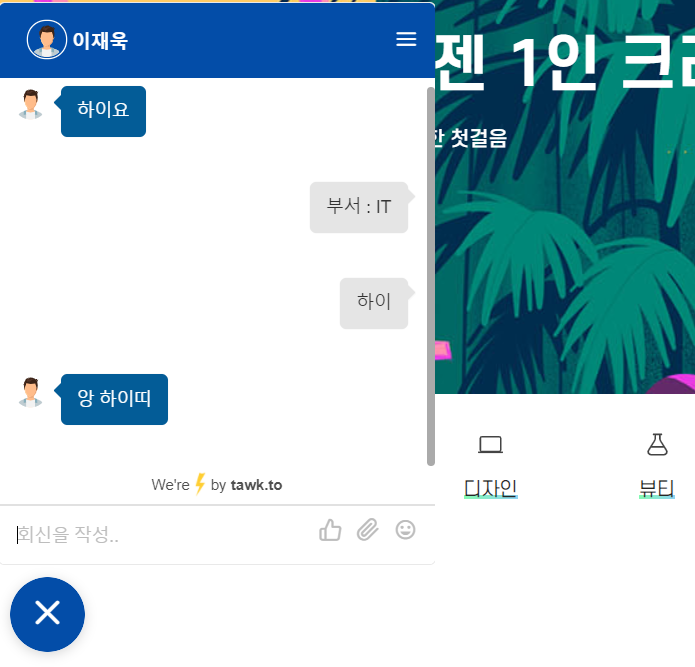 이재욱
하이요
부서 : IT
하이
앙 하이띠
We're by tawk.to
회신을 작성..
젠 1인
한 첫걸음
디자인
뷰티